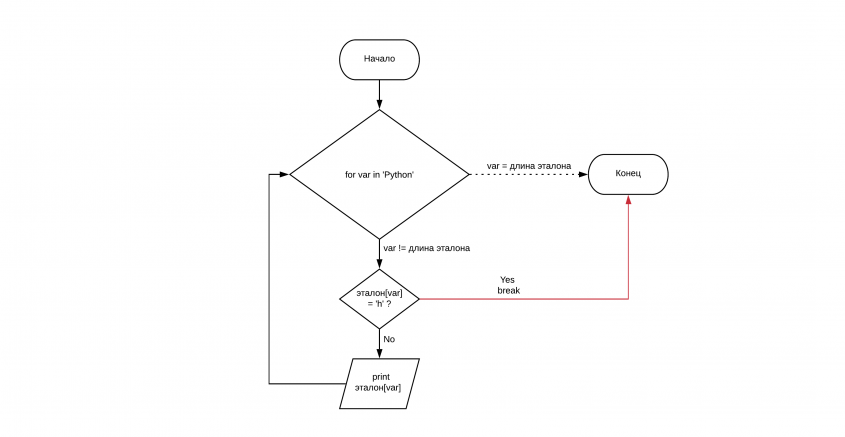 Начало
for var in 'Python'
var = длина эталона
Конец
var != длина эталона
эталон[var]
= 'h' ?
Yes
break
No
print
эталон[var]